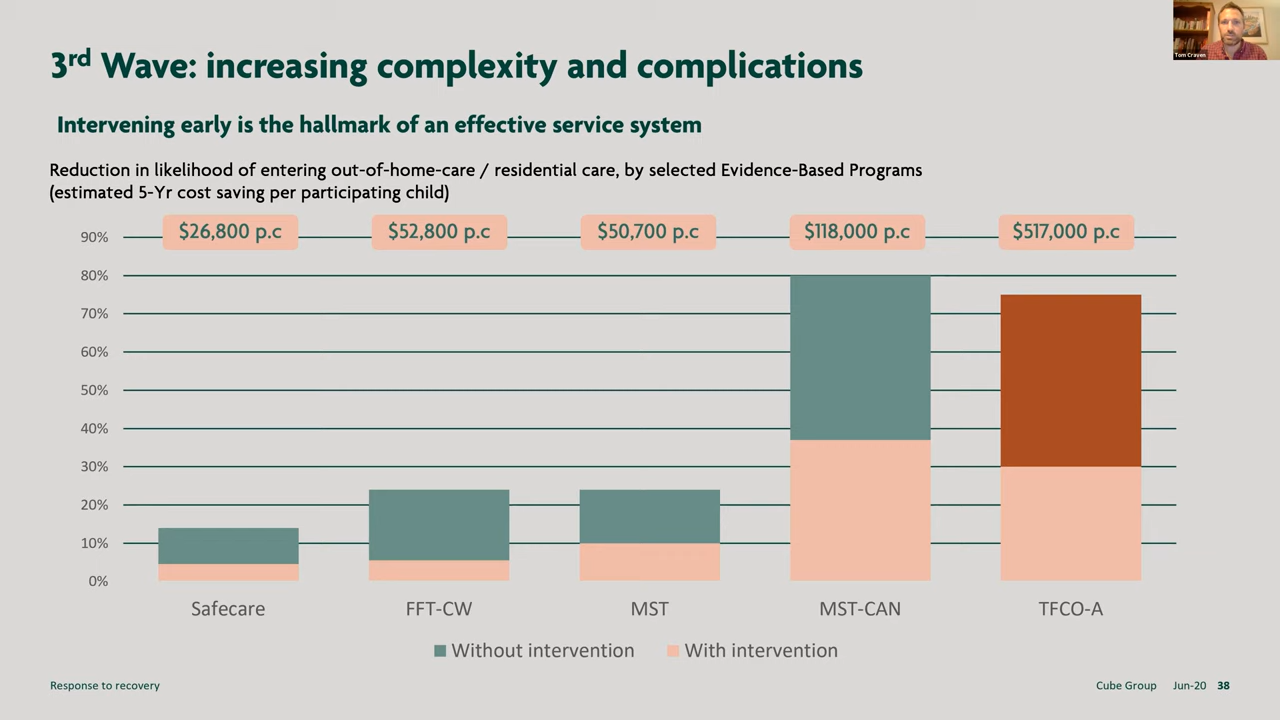 3rd Wave: increasing complexity and complications
Tom Craven
Intervening early is the hallmark of an effective service system
Reduction in likelihood of entering out-of-home-care / residential care, by selected Evidence-Based Programs
(estimated 5-Yr cost saving per participating child)
$26,800 p.c
$52,800 p.c
$50,700 p.c
$118,000 p.c
$517,000 p.c
90%
80%
70%
60%
50%
40%
30%
20%
10%
0%
Safecare
FFT-CW
MST
MST-CAN
TFCO-A
Without intervention
With intervention
Response to recovery
Cube Group Jun-20 38